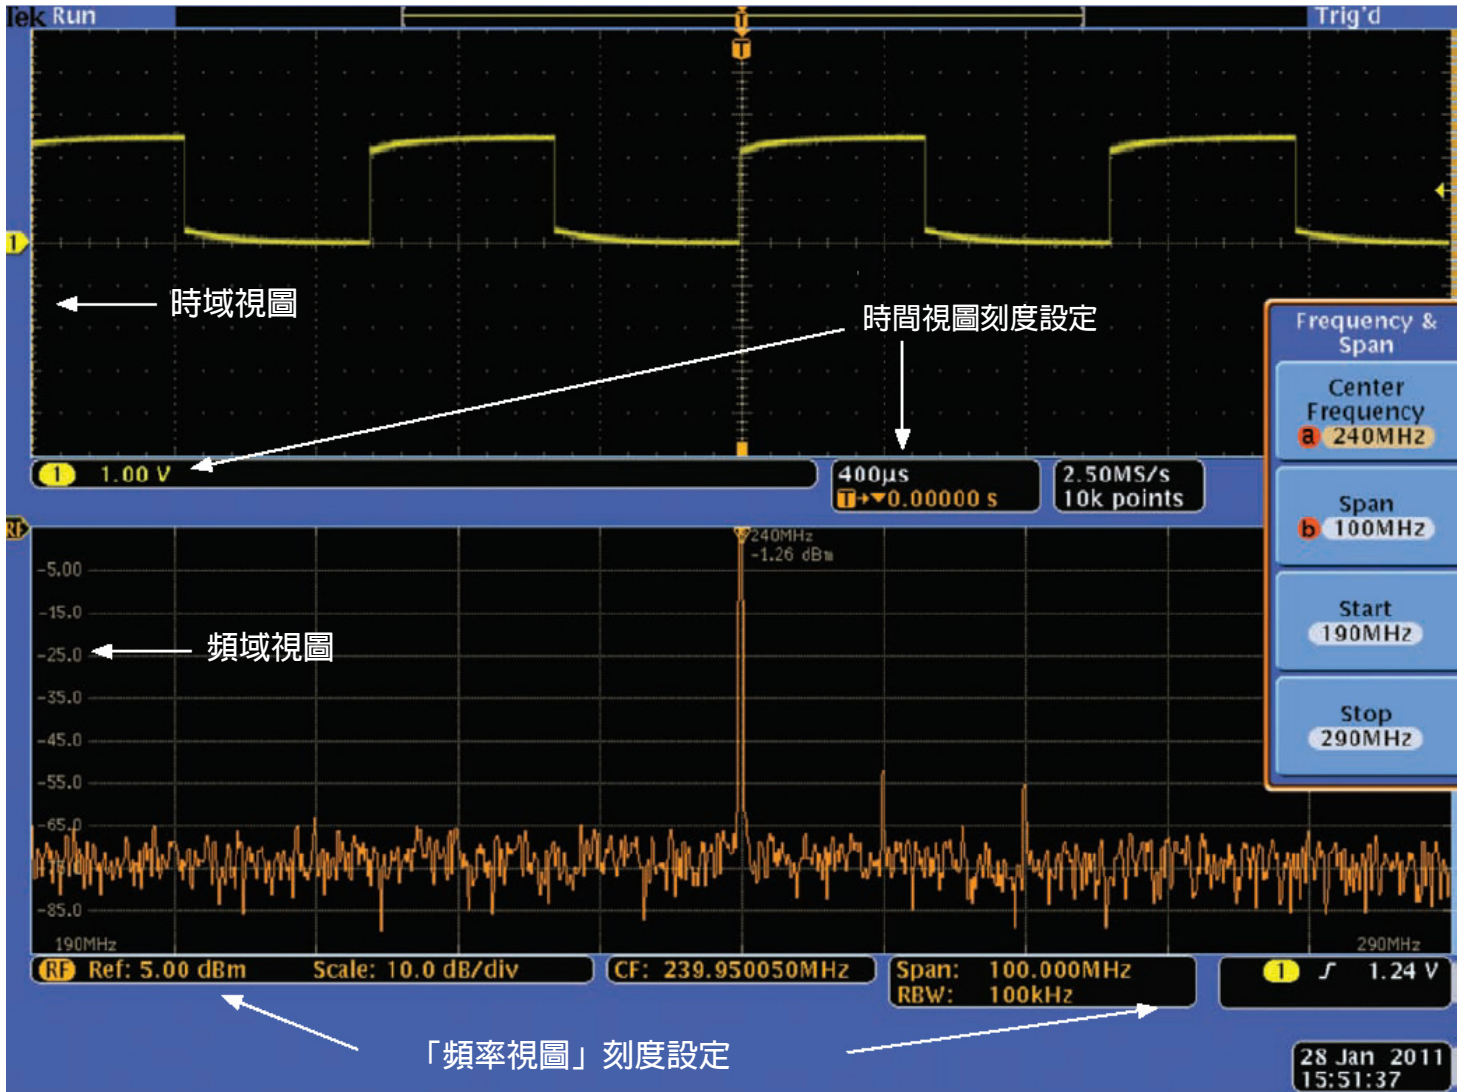 Tek Run
Trig'd
T
T
1
時域視圖
時間視圖刻度設定
Frequency & Span
Center Frequency
a 240MHz
Span
b 100MHz
Start
190MHz
Stop
290MHz
1 1.00 V
400µs
T→▼0.00000 s
2.50MS/s
10k points
RF
240MHz
-1.26 dBm
-5.00
-15.0
-25.0
頻域視圖
-35.0
-45.0
-55.0
-65.0
-75.0
-85.0
190MHz
290MHz
RF Ref: 5.00 dBm Scale: 10.0 dB/div
CF: 239.950050MHz
Span: 100.000MHz
RBW: 100kHz
1 1.24 V
「頻率視圖」刻度設定
28 Jan 2011
15:51:37